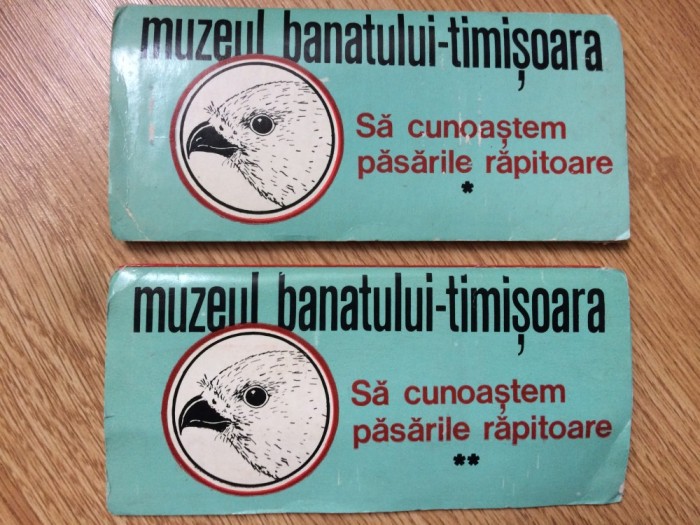 muzeul banatului-timișoara
Să cunoaștem
păsările răpitoare
*
muzeul banatului-timișoara
Să cunoaștem
păsările răpitoare
**